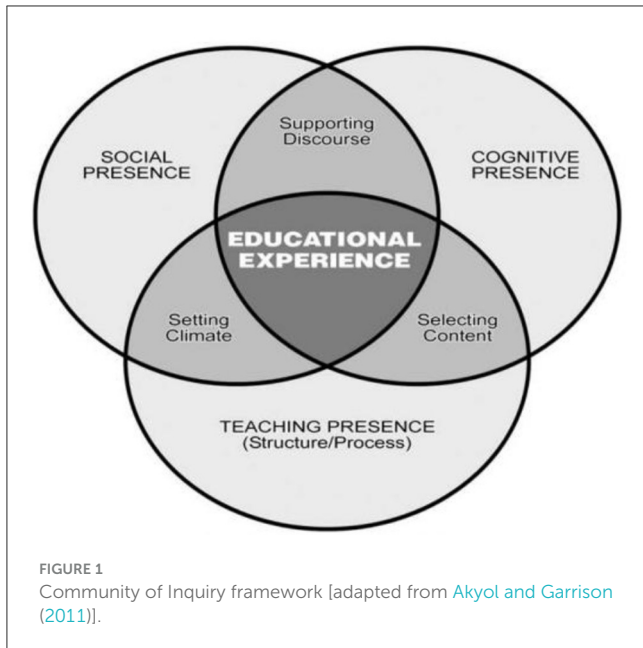 Supporting
Discourse
SOCIAL
PRESENCE
COGNITIVE
PRESENCE
EDUCATIONAL
EXPERIENCE
Setting
Climate
Selecting
Content
TEACHING PRESENCE
(Structure/Process)
FIGURE 1
Community of Inquiry framework [adapted from Akyol and Garrison
(2011)].